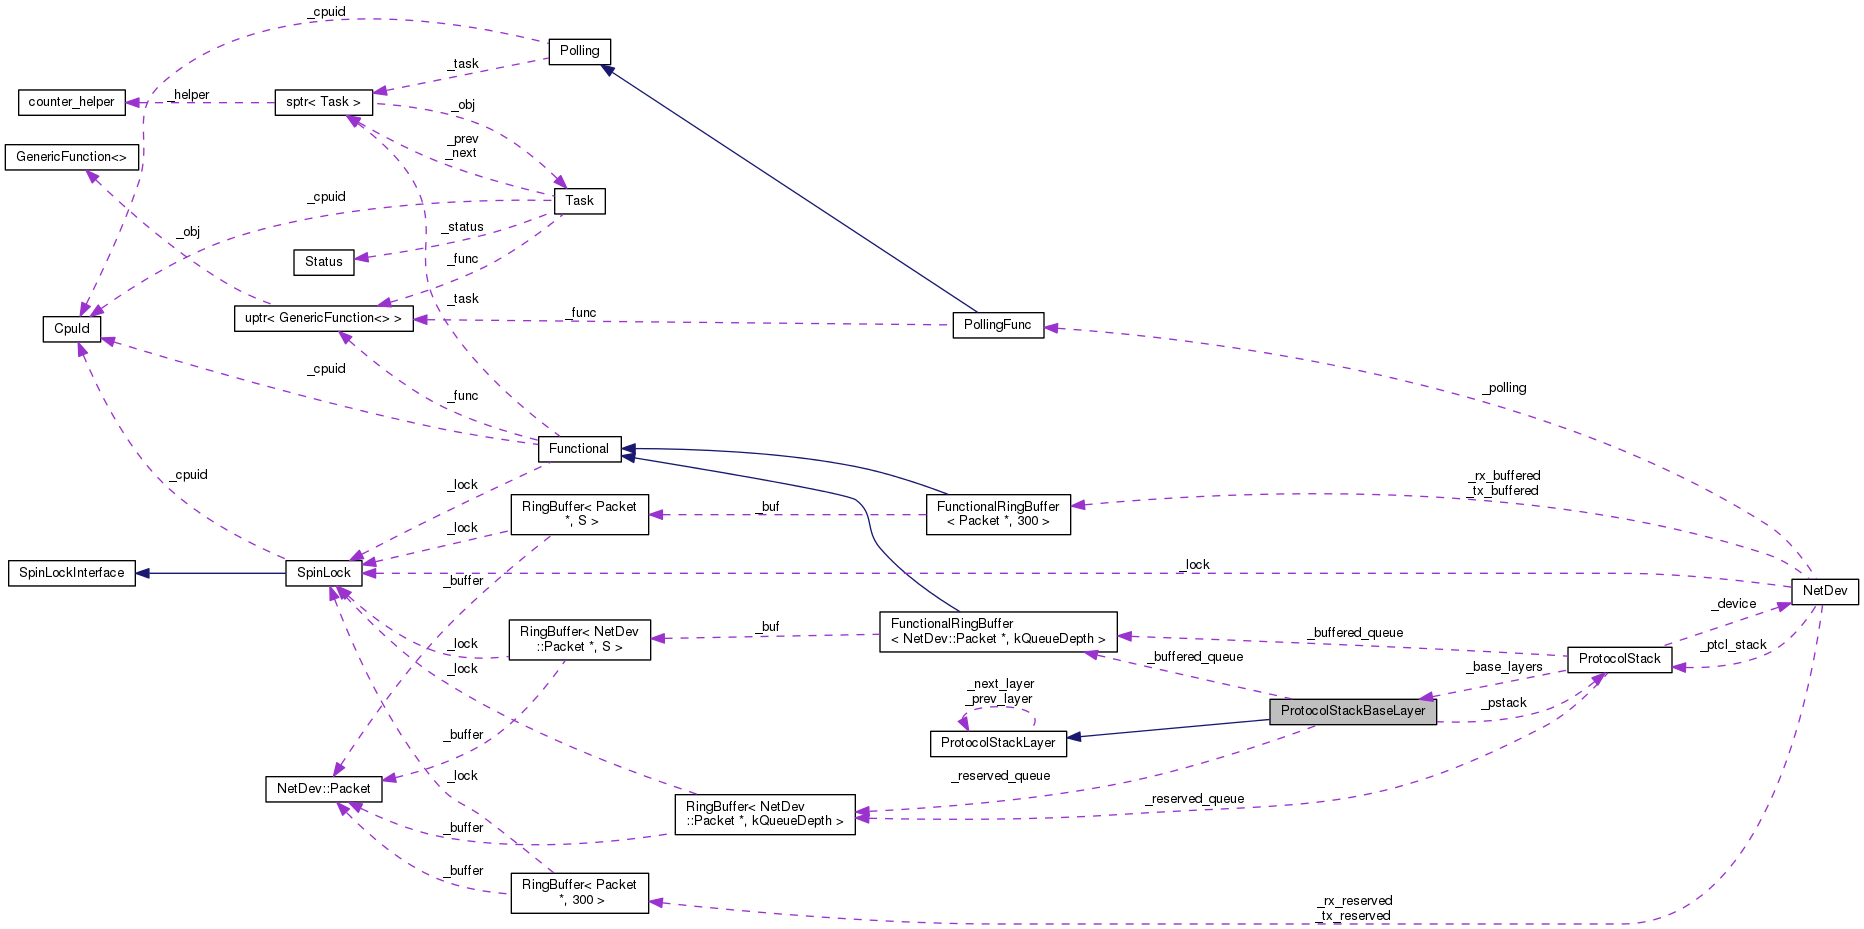 _cpuid
Polling
_task
counter_helper
_helper
sptr< Task >
_obj
_prev
_next
GenericFunction<>
_cpuid
Task
_obj
_status
Status
_func
_task
uptr< GenericFunction<> >
_func
PollingFunc
CpuId
_cpuid
_func
_polling
Functional
_cpuid
_lock
_rx_buffered
_tx_buffered
RingBuffer< Packet
*, S >
_buf
FunctionalRingBuffer
< Packet *, 300 >
_lock
SpinLockInterface
SpinLock
_buffer
_lock
NetDev
_device
RingBuffer< NetDev
::Packet *, S >
_buf
FunctionalRingBuffer
< NetDev::Packet *, kQueueDepth >
_buffered_queue
_lock
_ptcl_stack
ProtocolStack
_buffered_queue
_base_layers
_lock
_next_layer
_prev_layer
ProtocolStackBaseLayer
_pstack
_buffer
ProtocolStackLayer
_lock
_reserved_queue
NetDev::Packet
_reserved_queue
RingBuffer< NetDev
::Packet *, kQueueDepth >
_buffer
_buffer
RingBuffer< Packet
*, 300 >
_rx_reserved
_tx_reserved